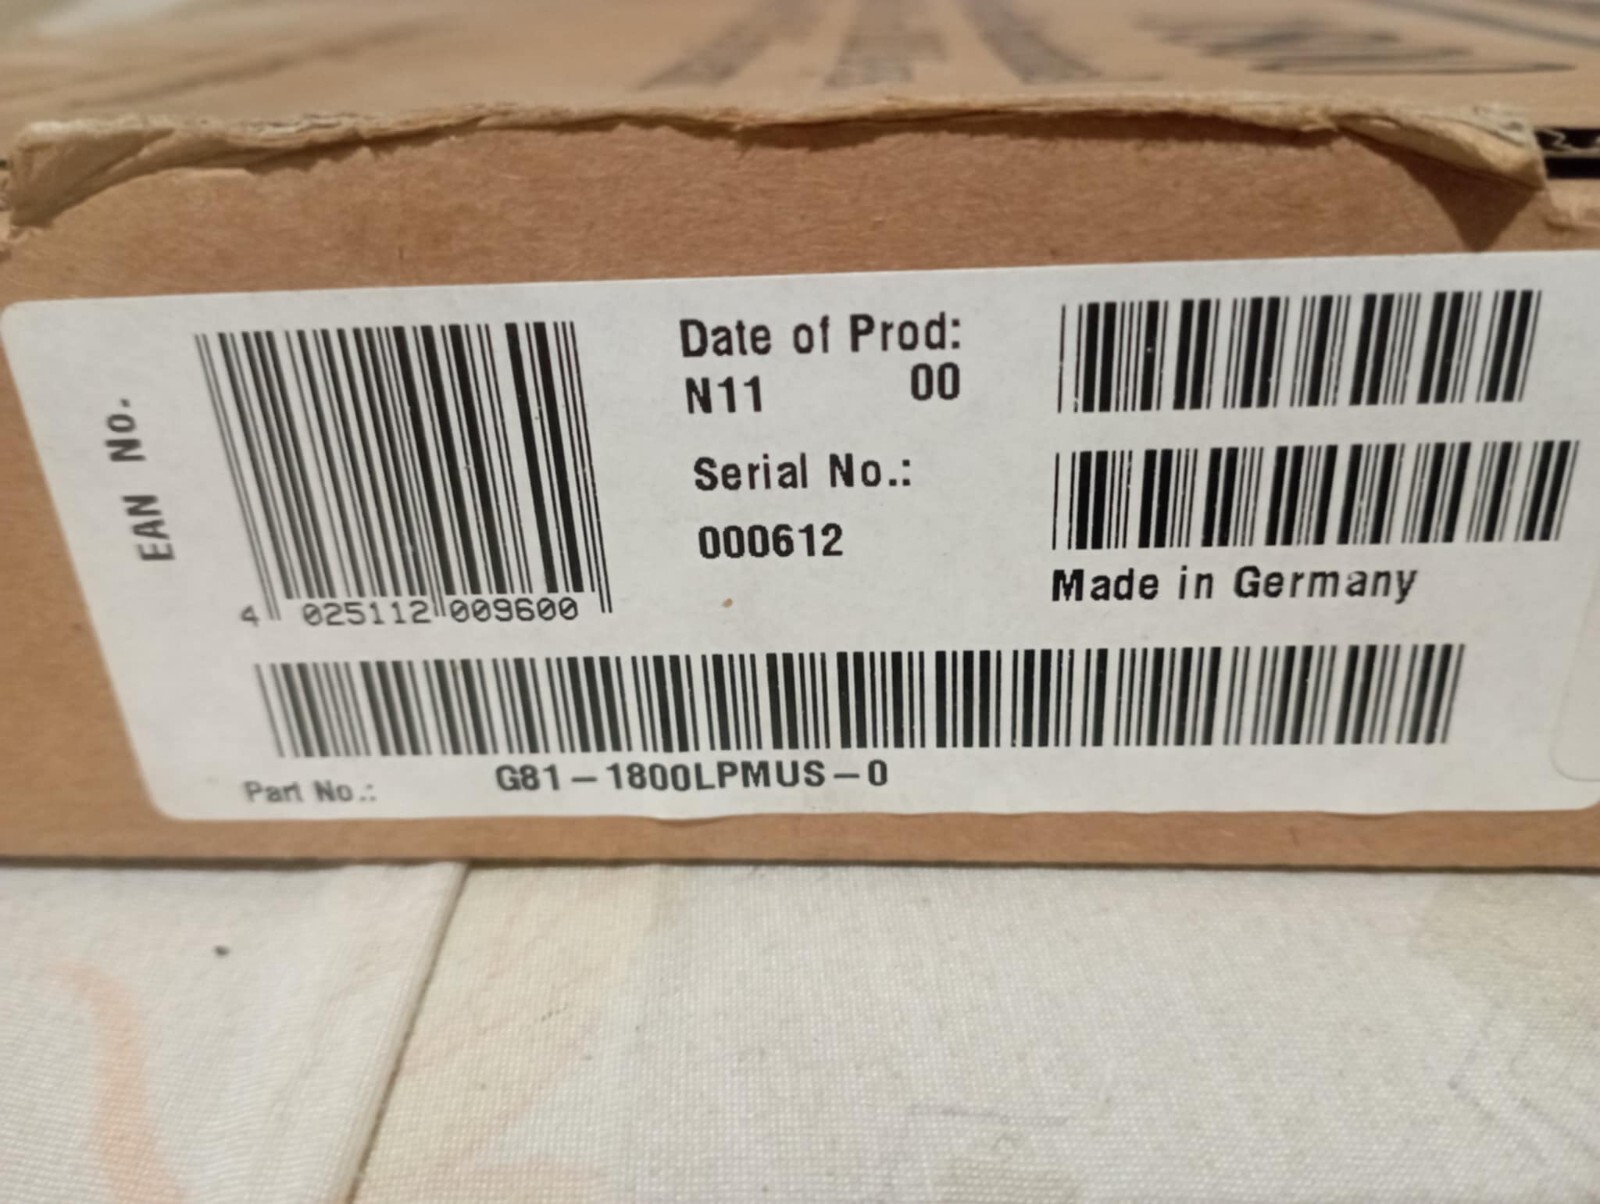 EAN No.
4 025112 009600
Date of Prod:
N11 00
Serial No.:
000612
Made in Germany
Part No.: G81-1800LPMUS-0